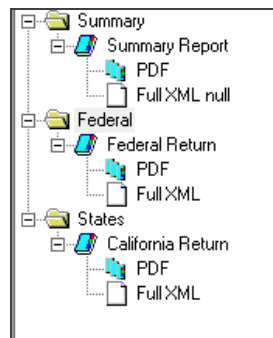 Summary
Summary Report
PDF
Full XML null
Federal
Federal Return
PDF
Full XML
States
California Return
PDF
Full XML